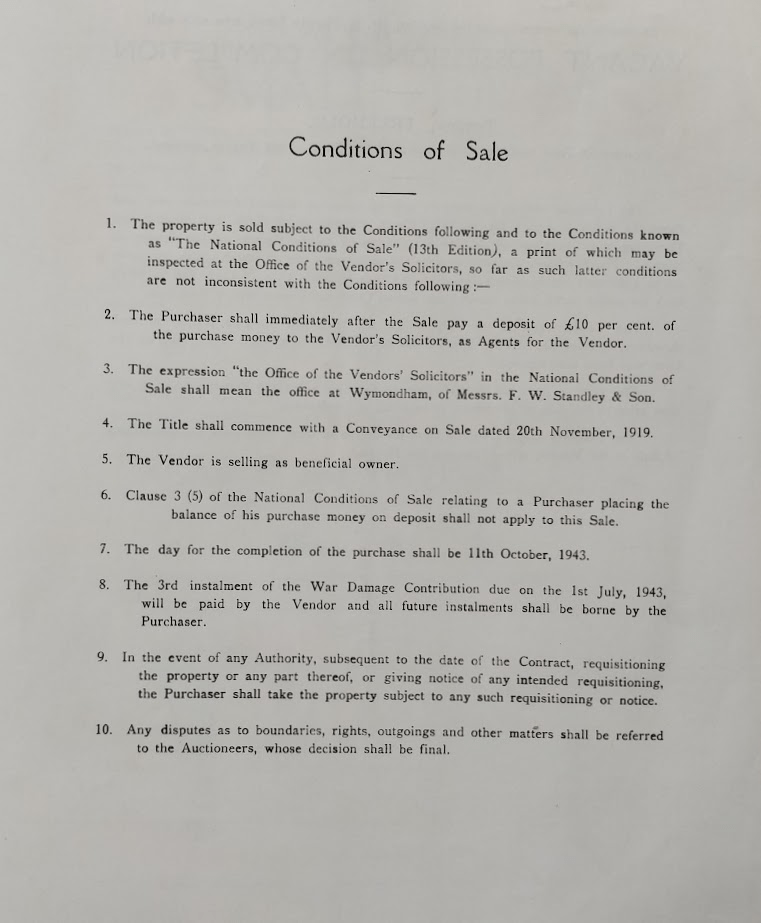 Conditions of Sale
1. The property is sold subject to the Conditions following and to the Conditions known
as "The National Conditions of Sale" (13th Edition), a print of which may be
inspected at the Office of the Vendor's Solicitors, so far as such latter conditions
are not inconsistent with the Conditions following :—
2. The Purchaser shall immediately after the Sale pay a deposit of £10 per cent. of
the purchase money to the Vendor's Solicitors, as Agents for the Vendor.
3. The expression "the Office of the Vendors' Solicitors" in the National Conditions of
Sale shall mean the office at Wymondham, of Messrs. F. W. Standley & Son.
4. The Title shall commence with a Conveyance on Sale dated 20th November, 1919.
5. The Vendor is selling as beneficial owner.
6. Clause 3 (5) of the National Conditions of Sale relating to a Purchaser placing the
balance of his purchase money on deposit shall not apply to this Sale.
7. The day for the completion of the purchase shall be 11th October, 1943.
8. The 3rd instalment of the War Damage Contribution due on the 1st July, 1943,
will be paid by the Vendor and all future instalments shall be borne by the
Purchaser.
9. In the event of any Authority, subsequent to the date of the Contract, requisitioning
the property or any part thereof, or giving notice of any intended requisitioning,
the Purchaser shall take the property subject to any such requisitioning or notice.
10. Any disputes as to boundaries, rights, outgoings and other matters shall be referred
to the Auctioneers, whose decision shall be final.